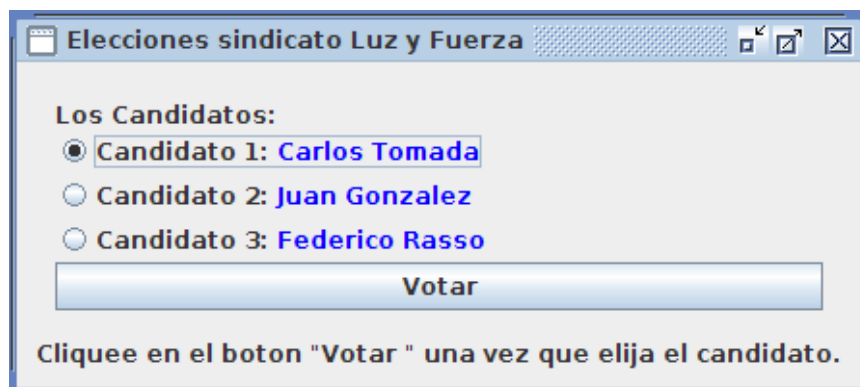 Elecciones sindicato Luz y Fuerza
Los Candidatos:
Candidato 1: Carlos Tomada
Candidato 2: Juan Gonzalez
Candidato 3: Federico Rasso
Votar
Cliquee en el boton "Votar " una vez que elija el candidato.